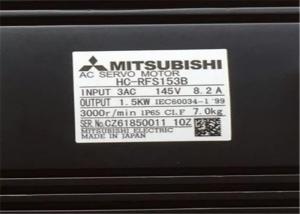 MITSUBISHI
AC SERVO MOTOR
HC-RFS153B
INPUT 3AC 145V 8.2A
OUTPUT 1.5KW IEC60034-1 '99
3000r/min IP65 Cl.F 7.0kg
SER.No.CZ61850011 10Z
MITSUBISHI ELECTRIC
MADE IN JAPAN